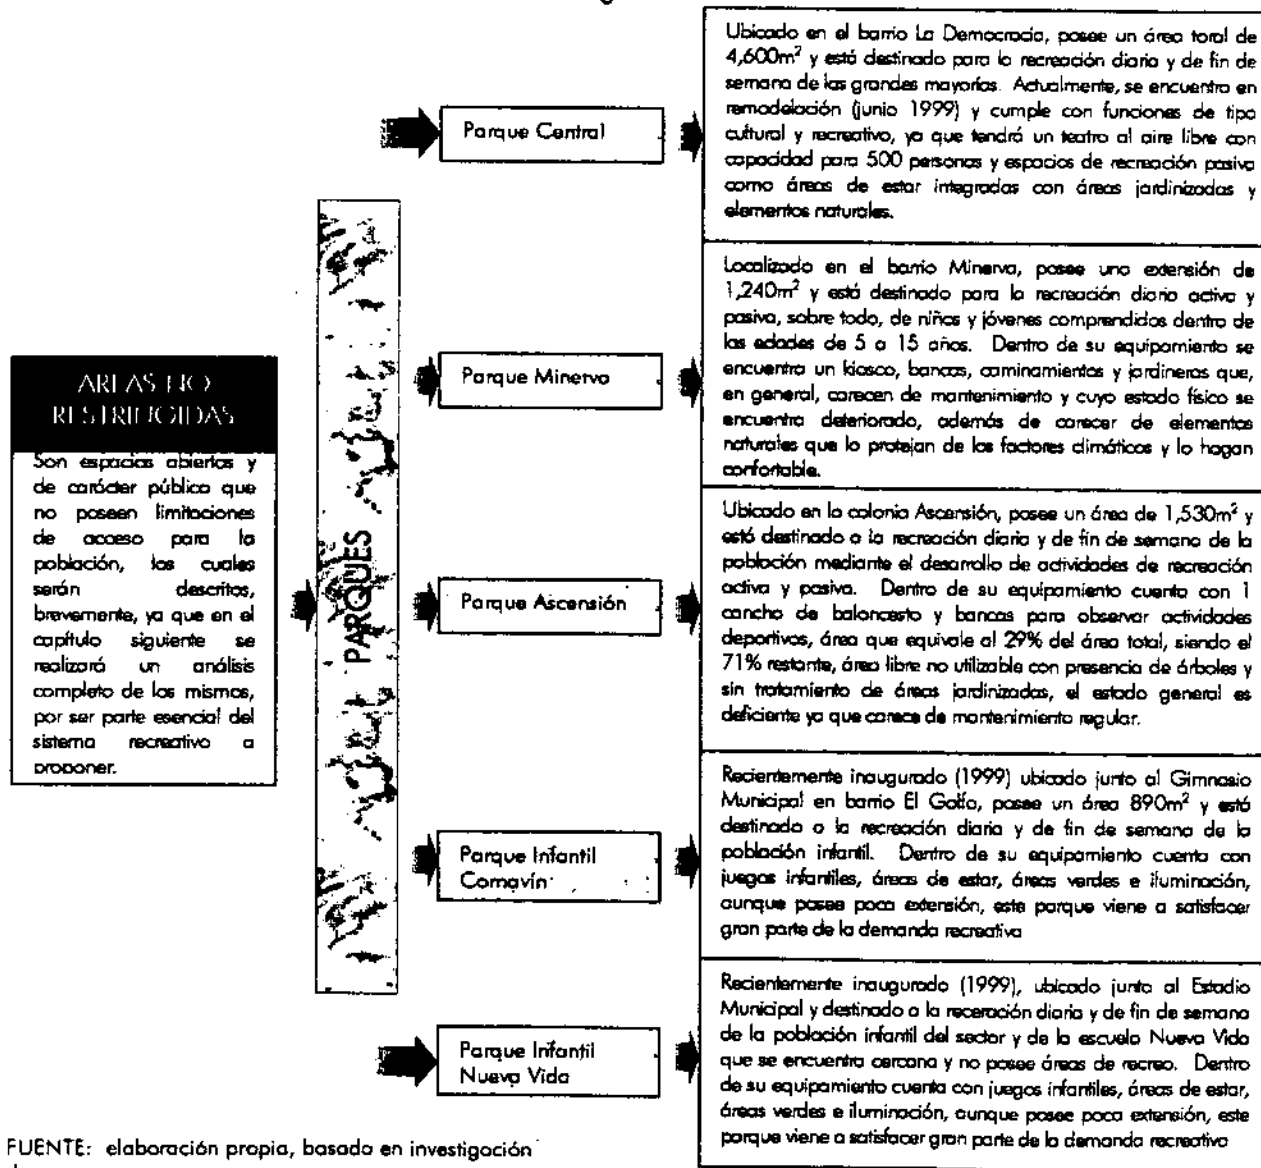 AREAS NO
RESTRINGIDAS
Son espacios abiertos y
de carácter público que
no poseen limitaciones
de acceso para la
población, los cuales
serán descritos,
brevemente, ya que en el
capítulo siguiente se
realizará un análisis
completo de los mismos,
por ser parte esencial del
sistema recreativo a
proponer.
PARQUES
Parque Central
Ubicado en el barrio La Democracia, posee un área toral de
4,600m² y está destinado para la recreación diaria y de fin de
semana de las grandes mayorías. Actualmente, se encuentra en
remodelación (junio 1999) y cumple con funciones de tipo
cultural y recreativo, ya que tendrá un teatro al aire libre con
capacidad para 500 personas y espacios de recreación pasiva
como áreas de estar integradas con áreas jardinizadas y
elementos naturales.
Parque Minerva
Localizado en el barrio Minerva, posee una extensión de
1,240m² y está destinado para la recreación diaria activa y
pasiva, sobre todo, de niños y jóvenes comprendidos dentro de
las edades de 5 a 15 años. Dentro de su equipamiento se
encuentra un kiosco, bancas, caminamientos y jardineras que,
en general, carecen de mantenimiento y cuyo estado físico se
encuentra deteriorado, además de carecer de elementos
naturales que lo protejan de los factores climáticos y lo hagan
confortable.
Parque Ascensión
Ubicado en la colonia Ascensión, posee un área de 1,530m² y
está destinado a la recreación diaria y de fin de semana de la
población mediante el desarrollo de actividades de recreación
activa y pasiva. Dentro de su equipamiento cuenta con 1
cancha de baloncesto y bancas para observar actividades
deportivas, área que equivale al 29% del área total, siendo el
71% restante, área libre no utilizable con presencia de árboles y
sin tratamiento de áreas jardinizadas, el estado general es
deficiente ya que carece de mantenimiento regular.
Parque Infantil
Comavín
Recientemente inaugurado (1999) ubicado junto al Gimnasio
Municipal en barrio El Golfo, posee un área 890m² y está
destinado a la recreación diaria y de fin de semana de la
población infantil. Dentro de su equipamiento cuenta con
juegos infantiles, áreas de estar, áreas verdes e iluminación,
aunque posee poca extensión, este parque viene a satisfacer
gran parte de la demanda recreativa
Parque Infantil
Nueva Vida
Recientemente inaugurado (1999), ubicado junto al Estadio
Municipal y destinado a la receración diaria y de fin de semana
de la población infantil del sector y de la escuela Nueva Vida
que se encuentra cercana y no posee áreas de recreo. Dentro
de su equipamiento cuenta con juegos infantiles, áreas de estar,
áreas verdes e iluminación, aunque posee poca extensión, este
parque viene a satisfacer gran parte de la demanda recreativa
FUENTE: elaboración propia, basado en investigación